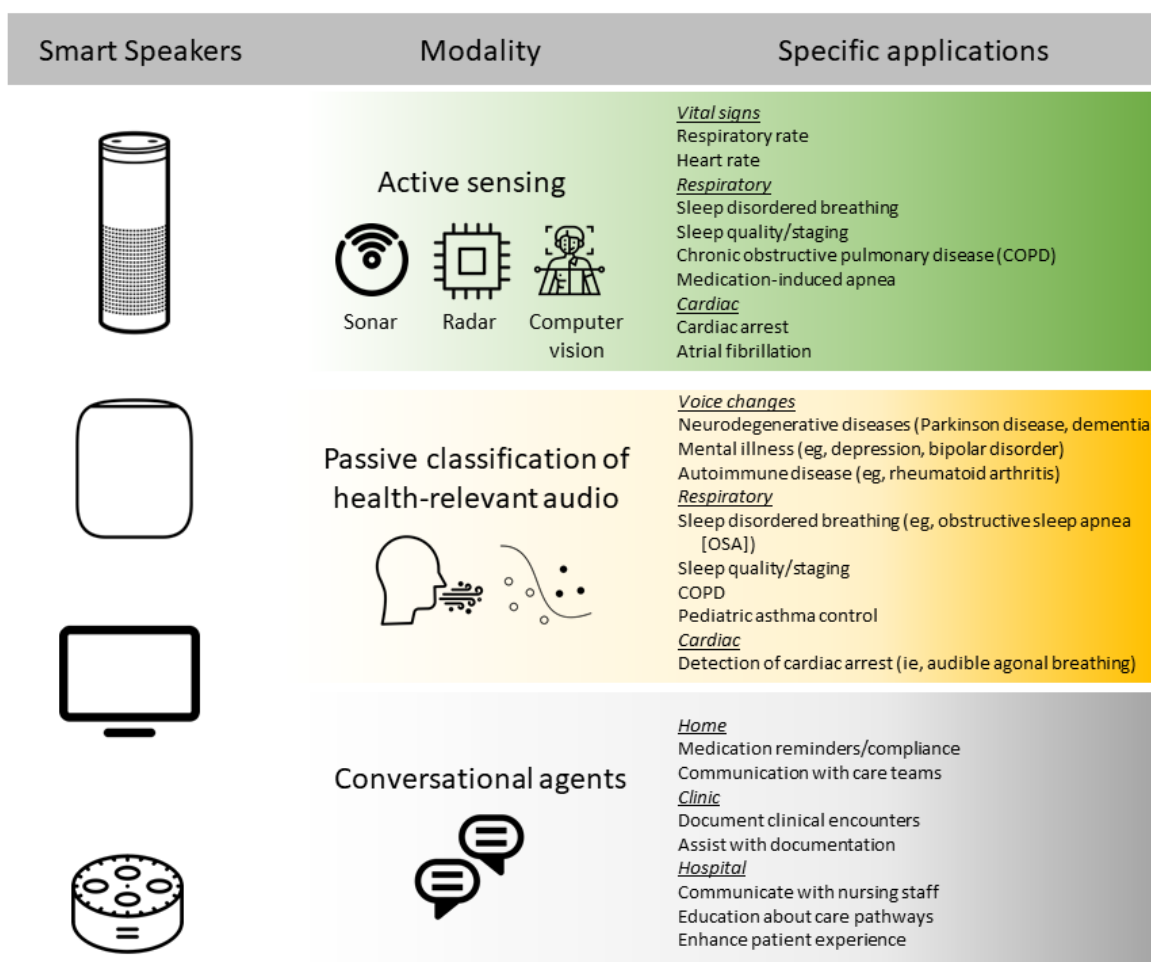 Smart Speakers
Modality
Specific applications
Active sensing
Sonar
Radar
Computer
vision
Vital signs
Respiratory rate
Heart rate
Respiratory
Sleep disordered breathing
Sleep quality/staging
Chronic obstructive pulmonary disease (COPD)
Medication-induced apnea
Cardiac
Cardiac arrest
Atrial fibrillation
Passive classification of
health-relevant audio
Voice changes
Neurodegenerative diseases (Parkinson disease, dementia
Mental illness (eg, depression, bipolar disorder)
Autoimmune disease (eg, rheumatoid arthritis)
Respiratory
Sleep disordered breathing (eg, obstructive sleep apnea
[OSA])
Sleep quality/staging
COPD
Pediatric asthma control
Cardiac
Detection of cardiac arrest (ie, audible agonal breathing)
Conversational agents
Home
Medication reminders/compliance
Communication with care teams
Clinic
Document clinical encounters
Assist with documentation
Hospital
Communicate with nursing staff
Education about care pathways
Enhance patient experience